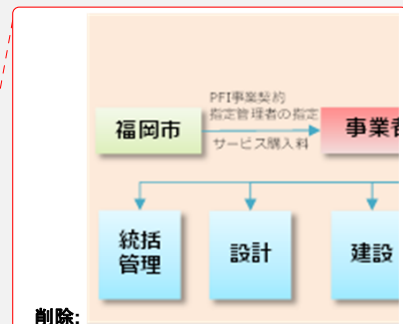 PFI事業契約
指定管理者の指定
福岡市
事業者
サービス購入料
統括
管理
設計
建設
削除: